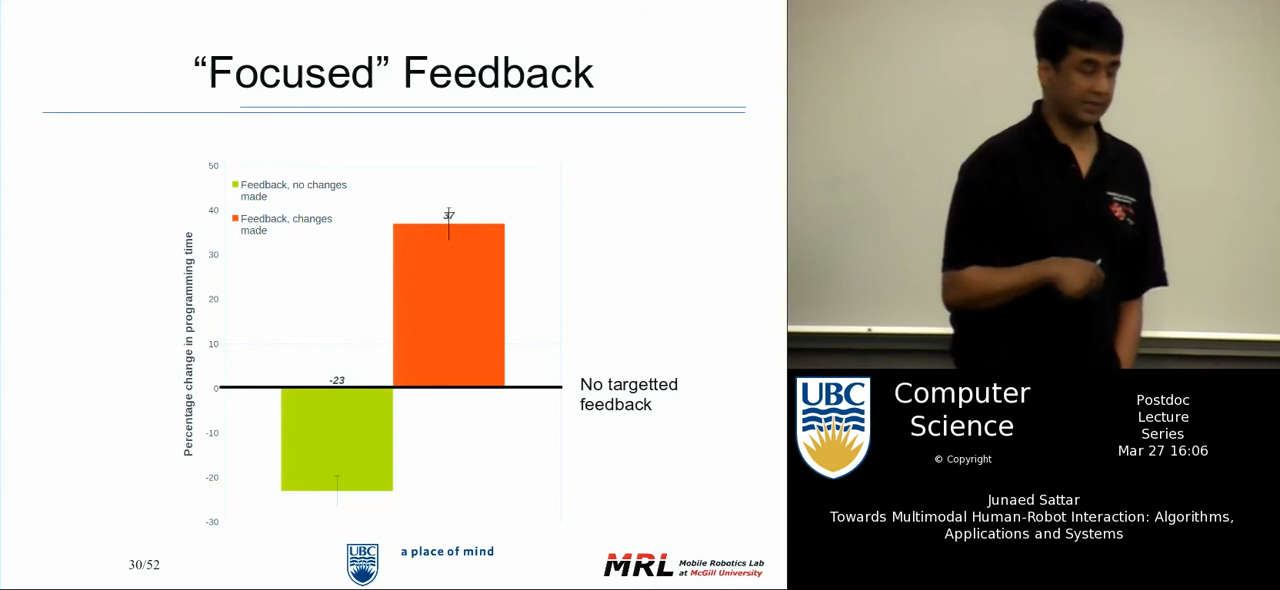 “Focused” Feedback
50
40
30
20
10
0
-10
-20
-30
Percentage change in programming time
Feedback, no changes
made
Feedback, changes
made
37
-23
No targetted
feedback
30/52
UBC
a place of mind
MRL
Mobile Robotics Lab
at McGill University
UBC
Computer
Science
© Copyright
Postdoc
Lecture
Series
Mar 27 16:06
Junaed Sattar
Towards Multimodal Human-Robot Interaction: Algorithms,
Applications and Systems